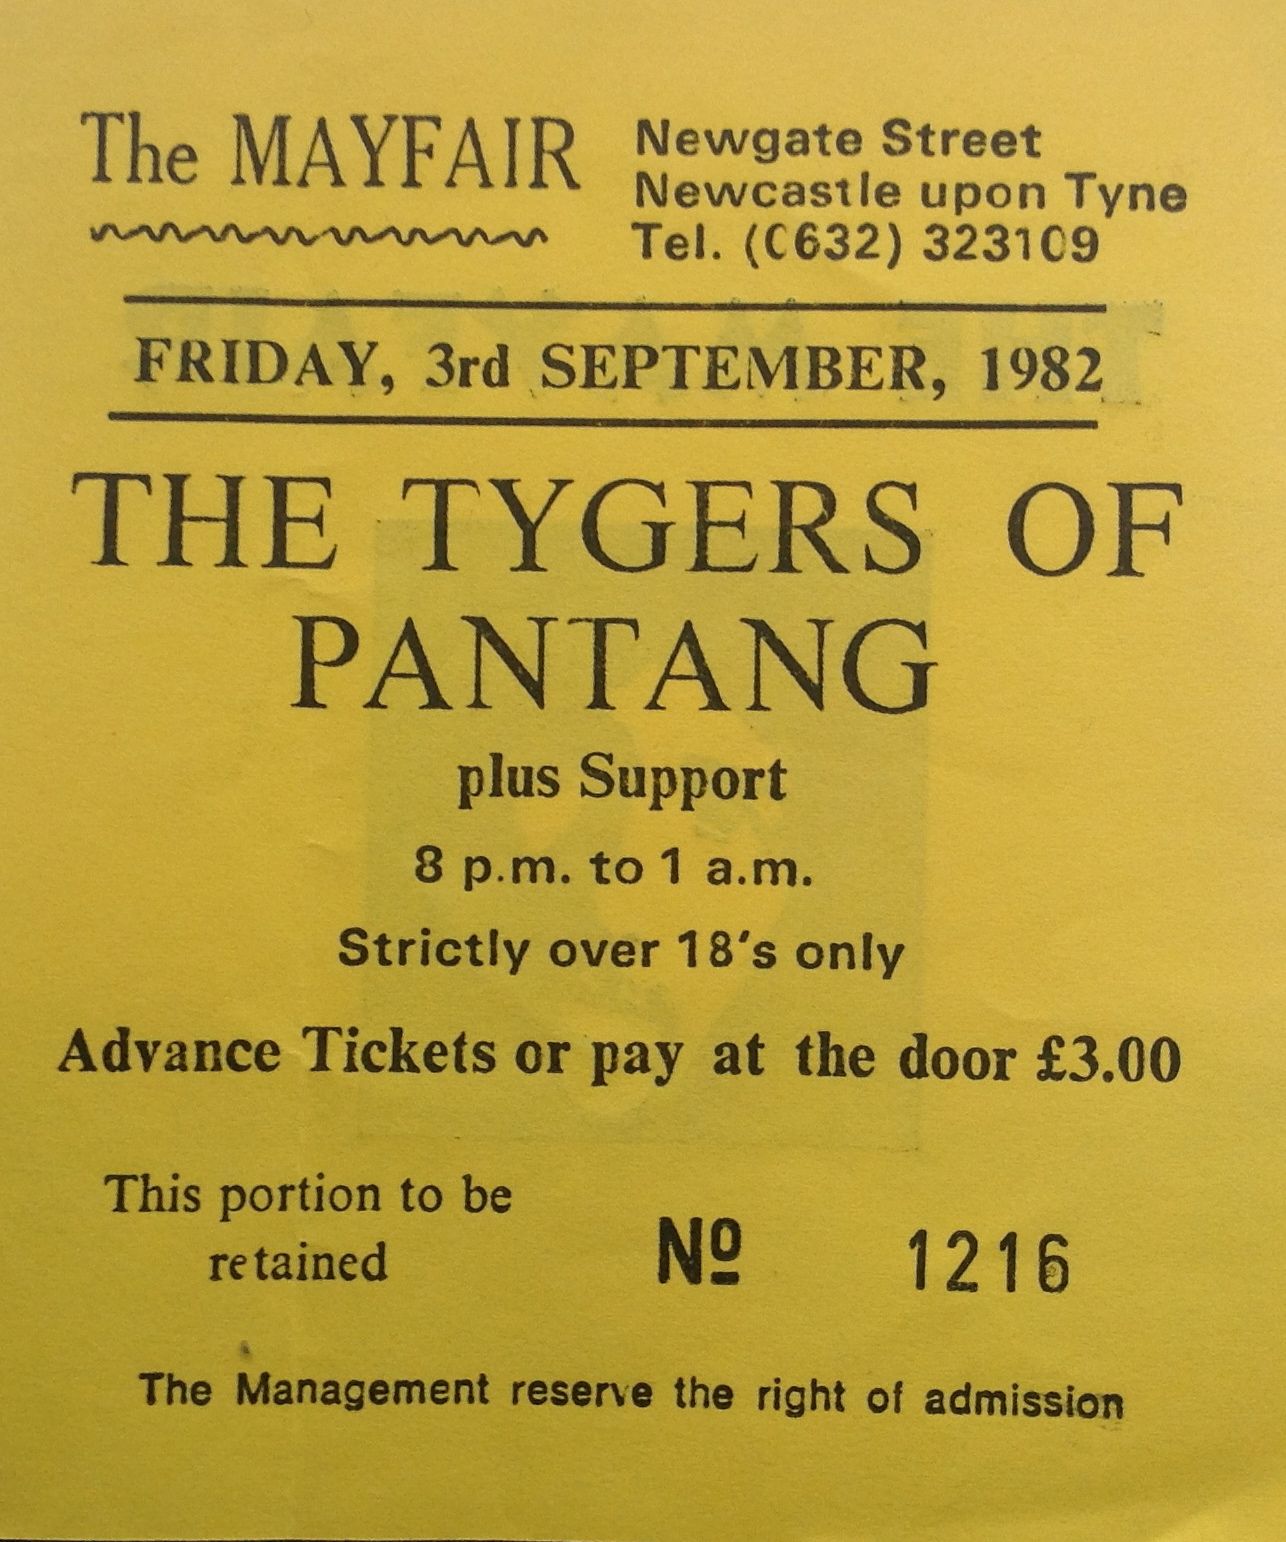 The MAYFAIR
Newgate Street
Newcastle upon Tyne
Tel. (0632) 323109
FRIDAY, 3rd SEPTEMBER, 1982
THE TYGERS OF
PANTANG
plus Support
8 p.m. to 1 a.m.
Strictly over 18's only
Advance Tickets or pay at the door £3.00
This portion to be
retained
Nº 1216
The Management reserve the right of admission